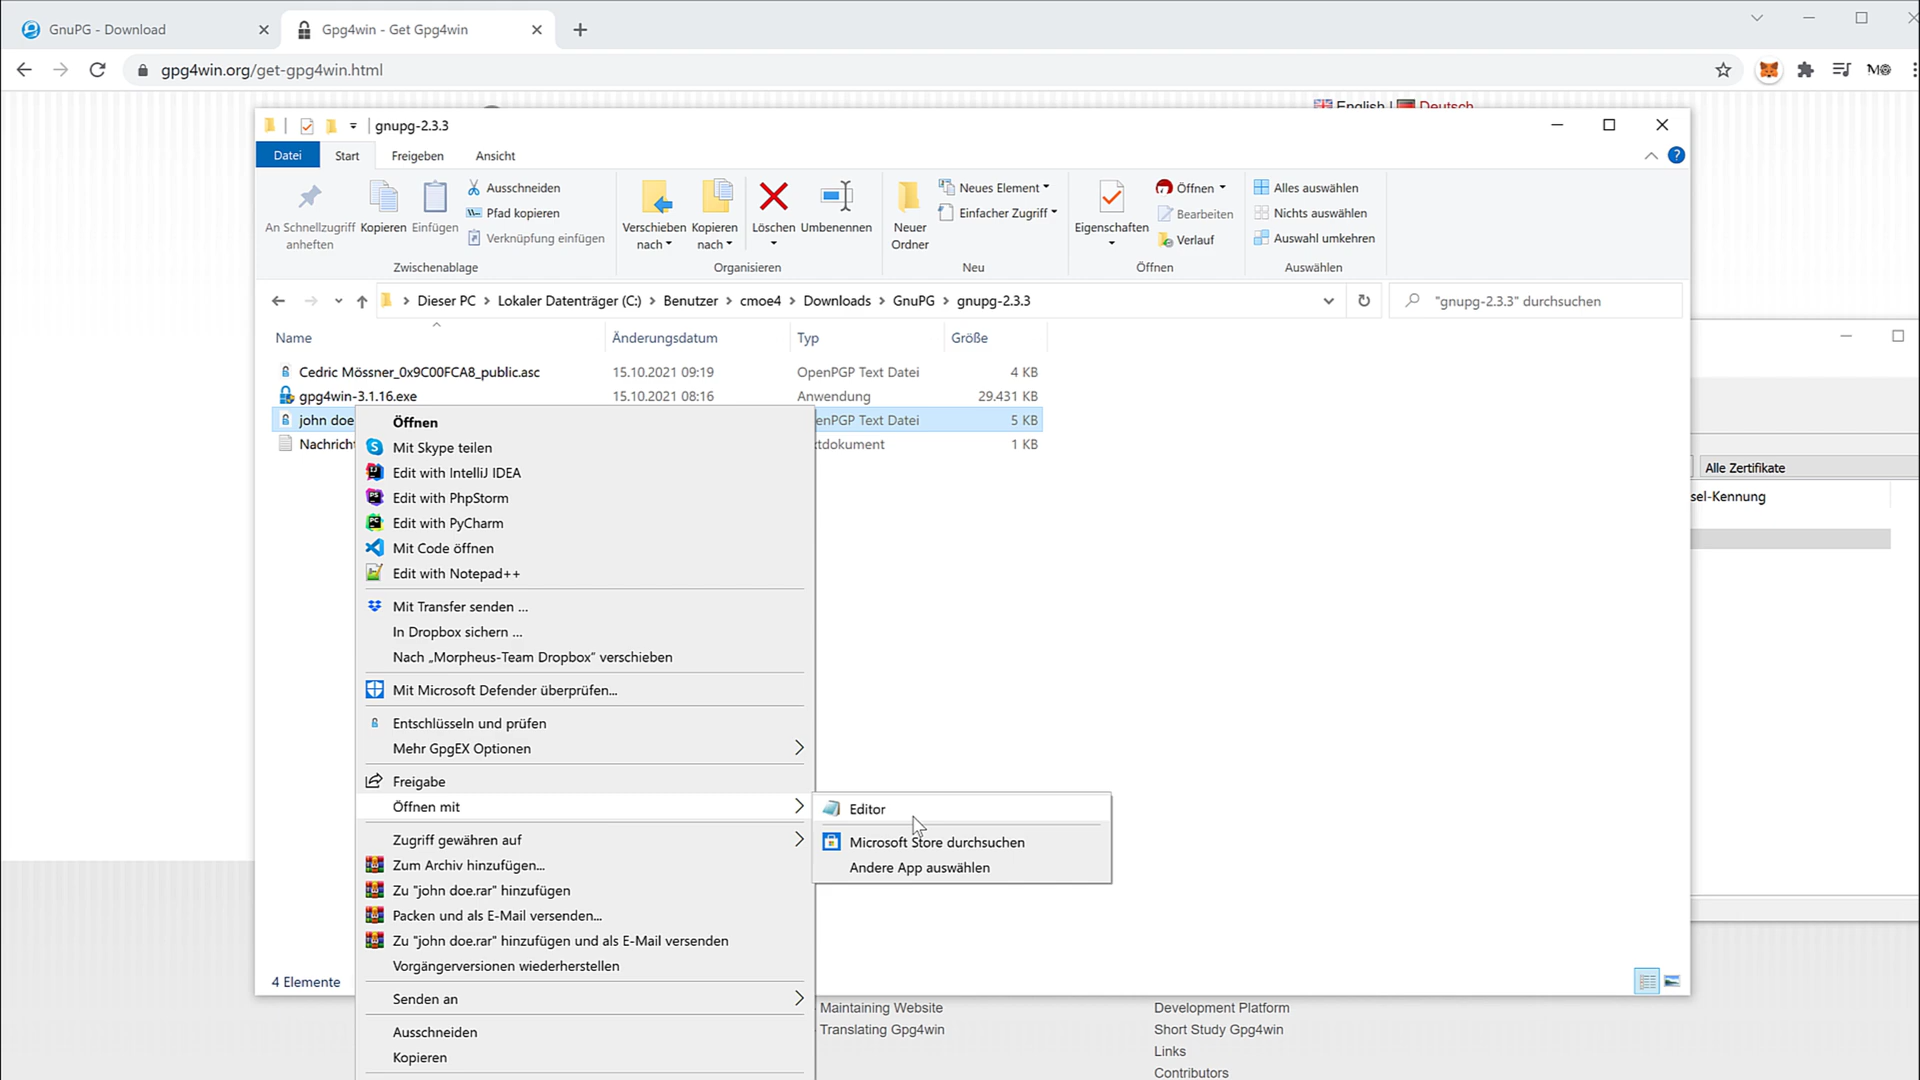 GnuPG - Download
Gpg4win - Get Gpg4win
gpg4win.org/get-gpg4win.html
English | Deutsch
gnupg-2.3.3
Datei
Start
Freigeben
Ansicht
An Schnellzugriff
anheften
Kopieren
Einfügen
Ausschneiden
Pfad kopieren
Verknüpfung einfügen
Zwischenablage
Verschieben
nach
Kopieren
nach
Löschen
Umbenennen
Organisieren
Neuer
Ordner
Neues Element
Einfacher Zugriff
Neu
Eigenschaften
Öffnen
Bearbeiten
Verlauf
Öffnen
Alles auswählen
Nichts auswählen
Auswahl umkehren
Auswählen
Dieser PC
Lokaler Datenträger (C:)
Benutzer
cmoe4
Downloads
GnuPG
gnupg-2.3.3
"gnupg-2.3.3" durchsuchen
Name
Änderungsdatum
Typ
Größe
Cedric Mössner_0x9C00FCA8_public.asc 15.10.2021 09:19 OpenPGP Text Datei 4 KB
gpg4win-3.1.16.exe 15.10.2021 08:16 Anwendung 29.431 KB
john doe enPGP Text Datei 5 KB
Nachricht xtdokument 1 KB
Alle Zertifikate
sel-Kennung
Öffnen
Mit Skype teilen
Edit with IntelliJ IDEA
Edit with PhpStorm
Edit with PyCharm
Mit Code öffnen
Edit with Notepad++
Mit Transfer senden ...
In Dropbox sichern ...
Nach „Morpheus-Team Dropbox“ verschieben
Mit Microsoft Defender überprüfen...
Entschlüsseln und prüfen
Mehr GpgEX Optionen
Freigabe
Öffnen mit
Editor
Microsoft Store durchsuchen
Andere App auswählen
Zugriff gewähren auf
Zum Archiv hinzufügen...
Zu "john doe.rar" hinzufügen
Packen und als E-Mail versenden...
Zu "john doe.rar" hinzufügen und als E-Mail versenden
Vorgängerversionen wiederherstellen
Senden an
Ausschneiden
Kopieren
4 Elemente
Maintaining Website
Translating Gpg4win
Development Platform
Short Study Gpg4win
Links
Contributors